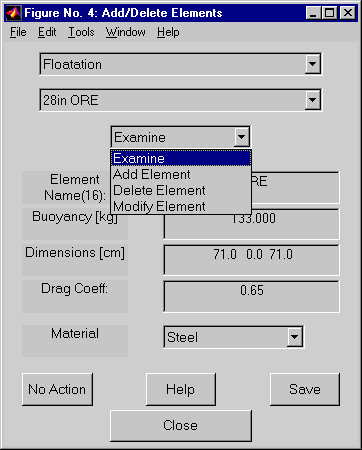 Figure No. 4: Add/Delete Elements
File Edit Tools Window Help
Floatation
28in ORE
Examine
Examine
Add Element
Delete Element
Modify Element
Element
Name(16):
Buoyancy [kg]
133.000
Dimensions [cm]
71.0 0.0 71.0
Drag Coeff:
0.65
Material
Steel
No Action
Help
Save
Close